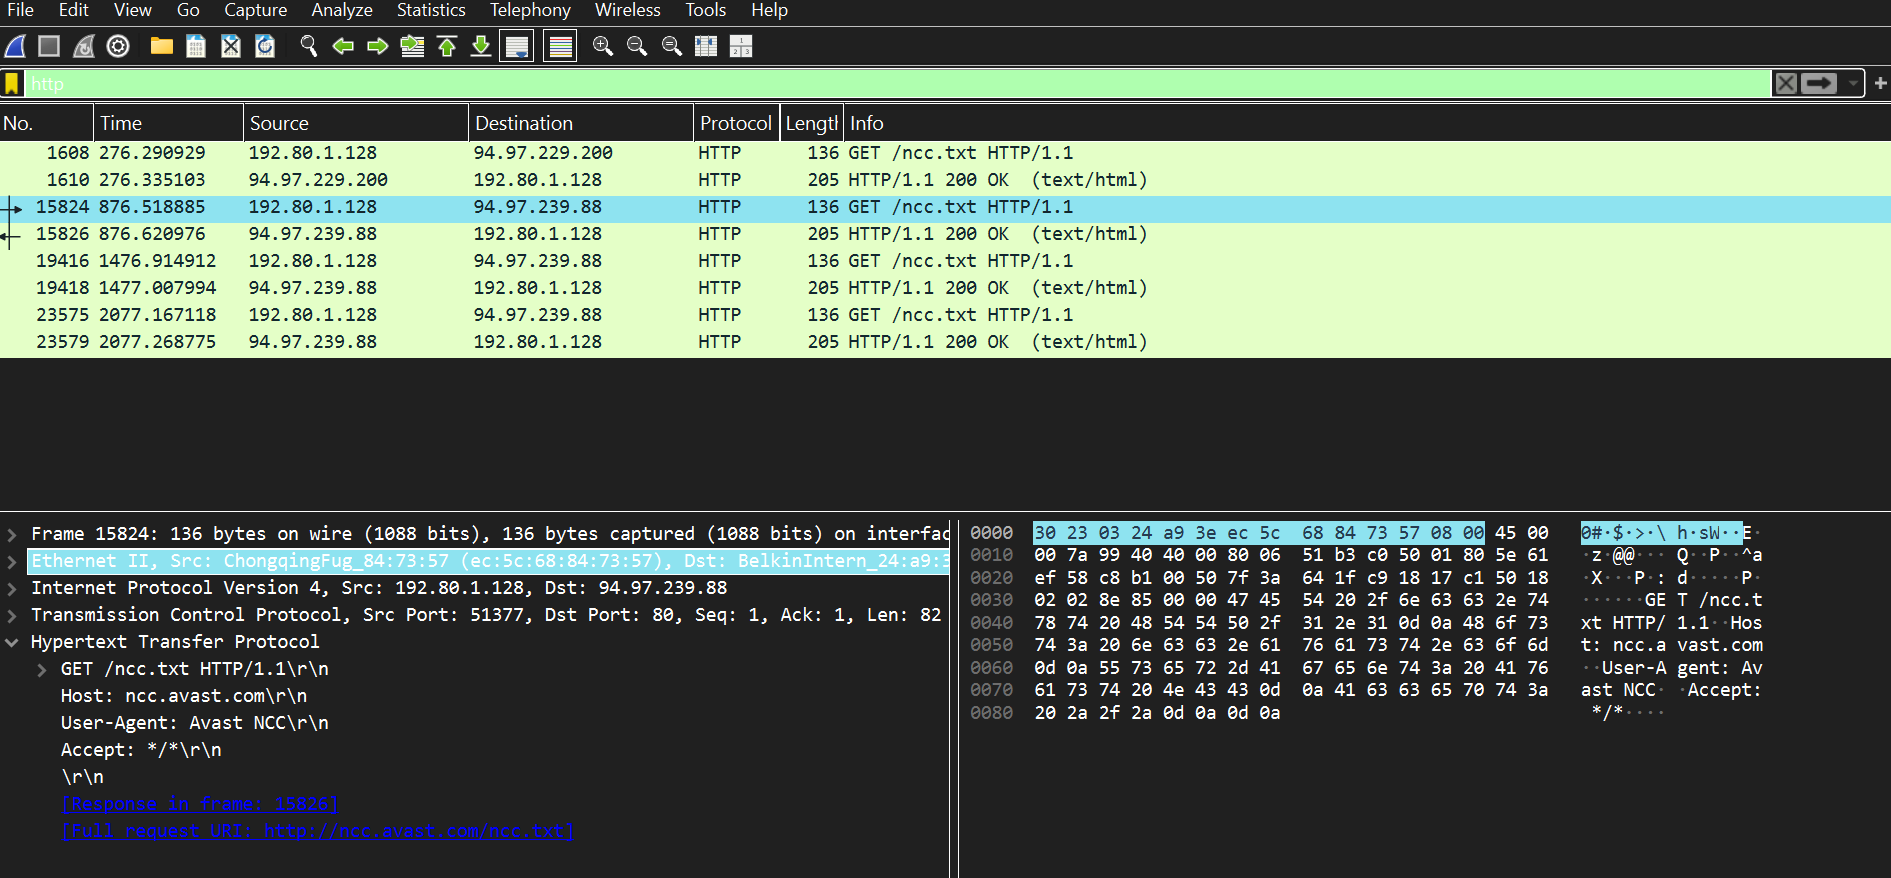 File Edit View Go Capture Analyze Statistics Telephony Wireless Tools Help
http
No. Time Source Destination Protocol Lengtl Info
1608 276.290929 192.80.1.128 94.97.229.200 HTTP 136 GET /ncc.txt HTTP/1.1
1610 276.335103 94.97.229.200 192.80.1.128 HTTP 205 HTTP/1.1 200 OK (text/html)
15824 876.518885 192.80.1.128 94.97.239.88 HTTP 136 GET /ncc.txt HTTP/1.1
15826 876.620976 94.97.239.88 192.80.1.128 HTTP 205 HTTP/1.1 200 OK (text/html)
19416 1476.914912 192.80.1.128 94.97.239.88 HTTP 136 GET /ncc.txt HTTP/1.1
19418 1477.007994 94.97.239.88 192.80.1.128 HTTP 205 HTTP/1.1 200 OK (text/html)
23575 2077.167118 192.80.1.128 94.97.239.88 HTTP 136 GET /ncc.txt HTTP/1.1
23579 2077.268775 94.97.239.88 192.80.1.128 HTTP 205 HTTP/1.1 200 OK (text/html)
Frame 15824: 136 bytes on wire (1088 bits), 136 bytes captured (1088 bits) on interfac
Ethernet II, Src: ChongqingFug_84:73:57 (ec:5c:68:84:73:57), Dst: BelkinIntern_24:a9:3
Internet Protocol Version 4, Src: 192.80.1.128, Dst: 94.97.239.88
Transmission Control Protocol, Src Port: 51377, Dst Port: 80, Seq: 1, Ack: 1, Len: 82
Hypertext Transfer Protocol
GET /ncc.txt HTTP/1.1\r\n
Host: ncc.avast.com\r\n
User-Agent: Avast NCC\r\n
Accept: */*\r\n
\r\n
[Response in frame: 15826]
[Full request URI: http://ncc.avast.com/ncc.txt]
0000 30 23 03 24 a9 3e ec 5c 68 84 73 57 08 00 45 00 0#·$·>·\ h·sW··E·
0010 00 7a 99 40 40 00 80 06 51 b3 c0 50 01 80 5e 61 ·z·@@··· Q··P··^a
0020 ef 58 c8 b1 00 50 7f 3a 64 1f c9 18 17 c1 50 18 ·X···P·: d·····P·
0030 02 02 8e 85 00 00 47 45 54 20 2f 6e 63 63 2e 74 ······GE T /ncc.t
0040 78 74 20 48 54 54 50 2f 31 2e 31 0d 0a 48 6f 73 xt HTTP/ 1.1··Hos
0050 74 3a 20 6e 63 63 2e 61 76 61 73 74 2e 63 6f 6d t: ncc.a vast.com
0060 0d 0a 55 73 65 72 2d 41 67 65 6e 74 3a 20 41 76 ··User-A gent: Av
0070 61 73 74 20 4e 43 43 0d 0a 41 63 63 65 70 74 3a ast NCC· ·Accept:
0080 20 2a 2f 2a 0d 0a 0d 0a */*····